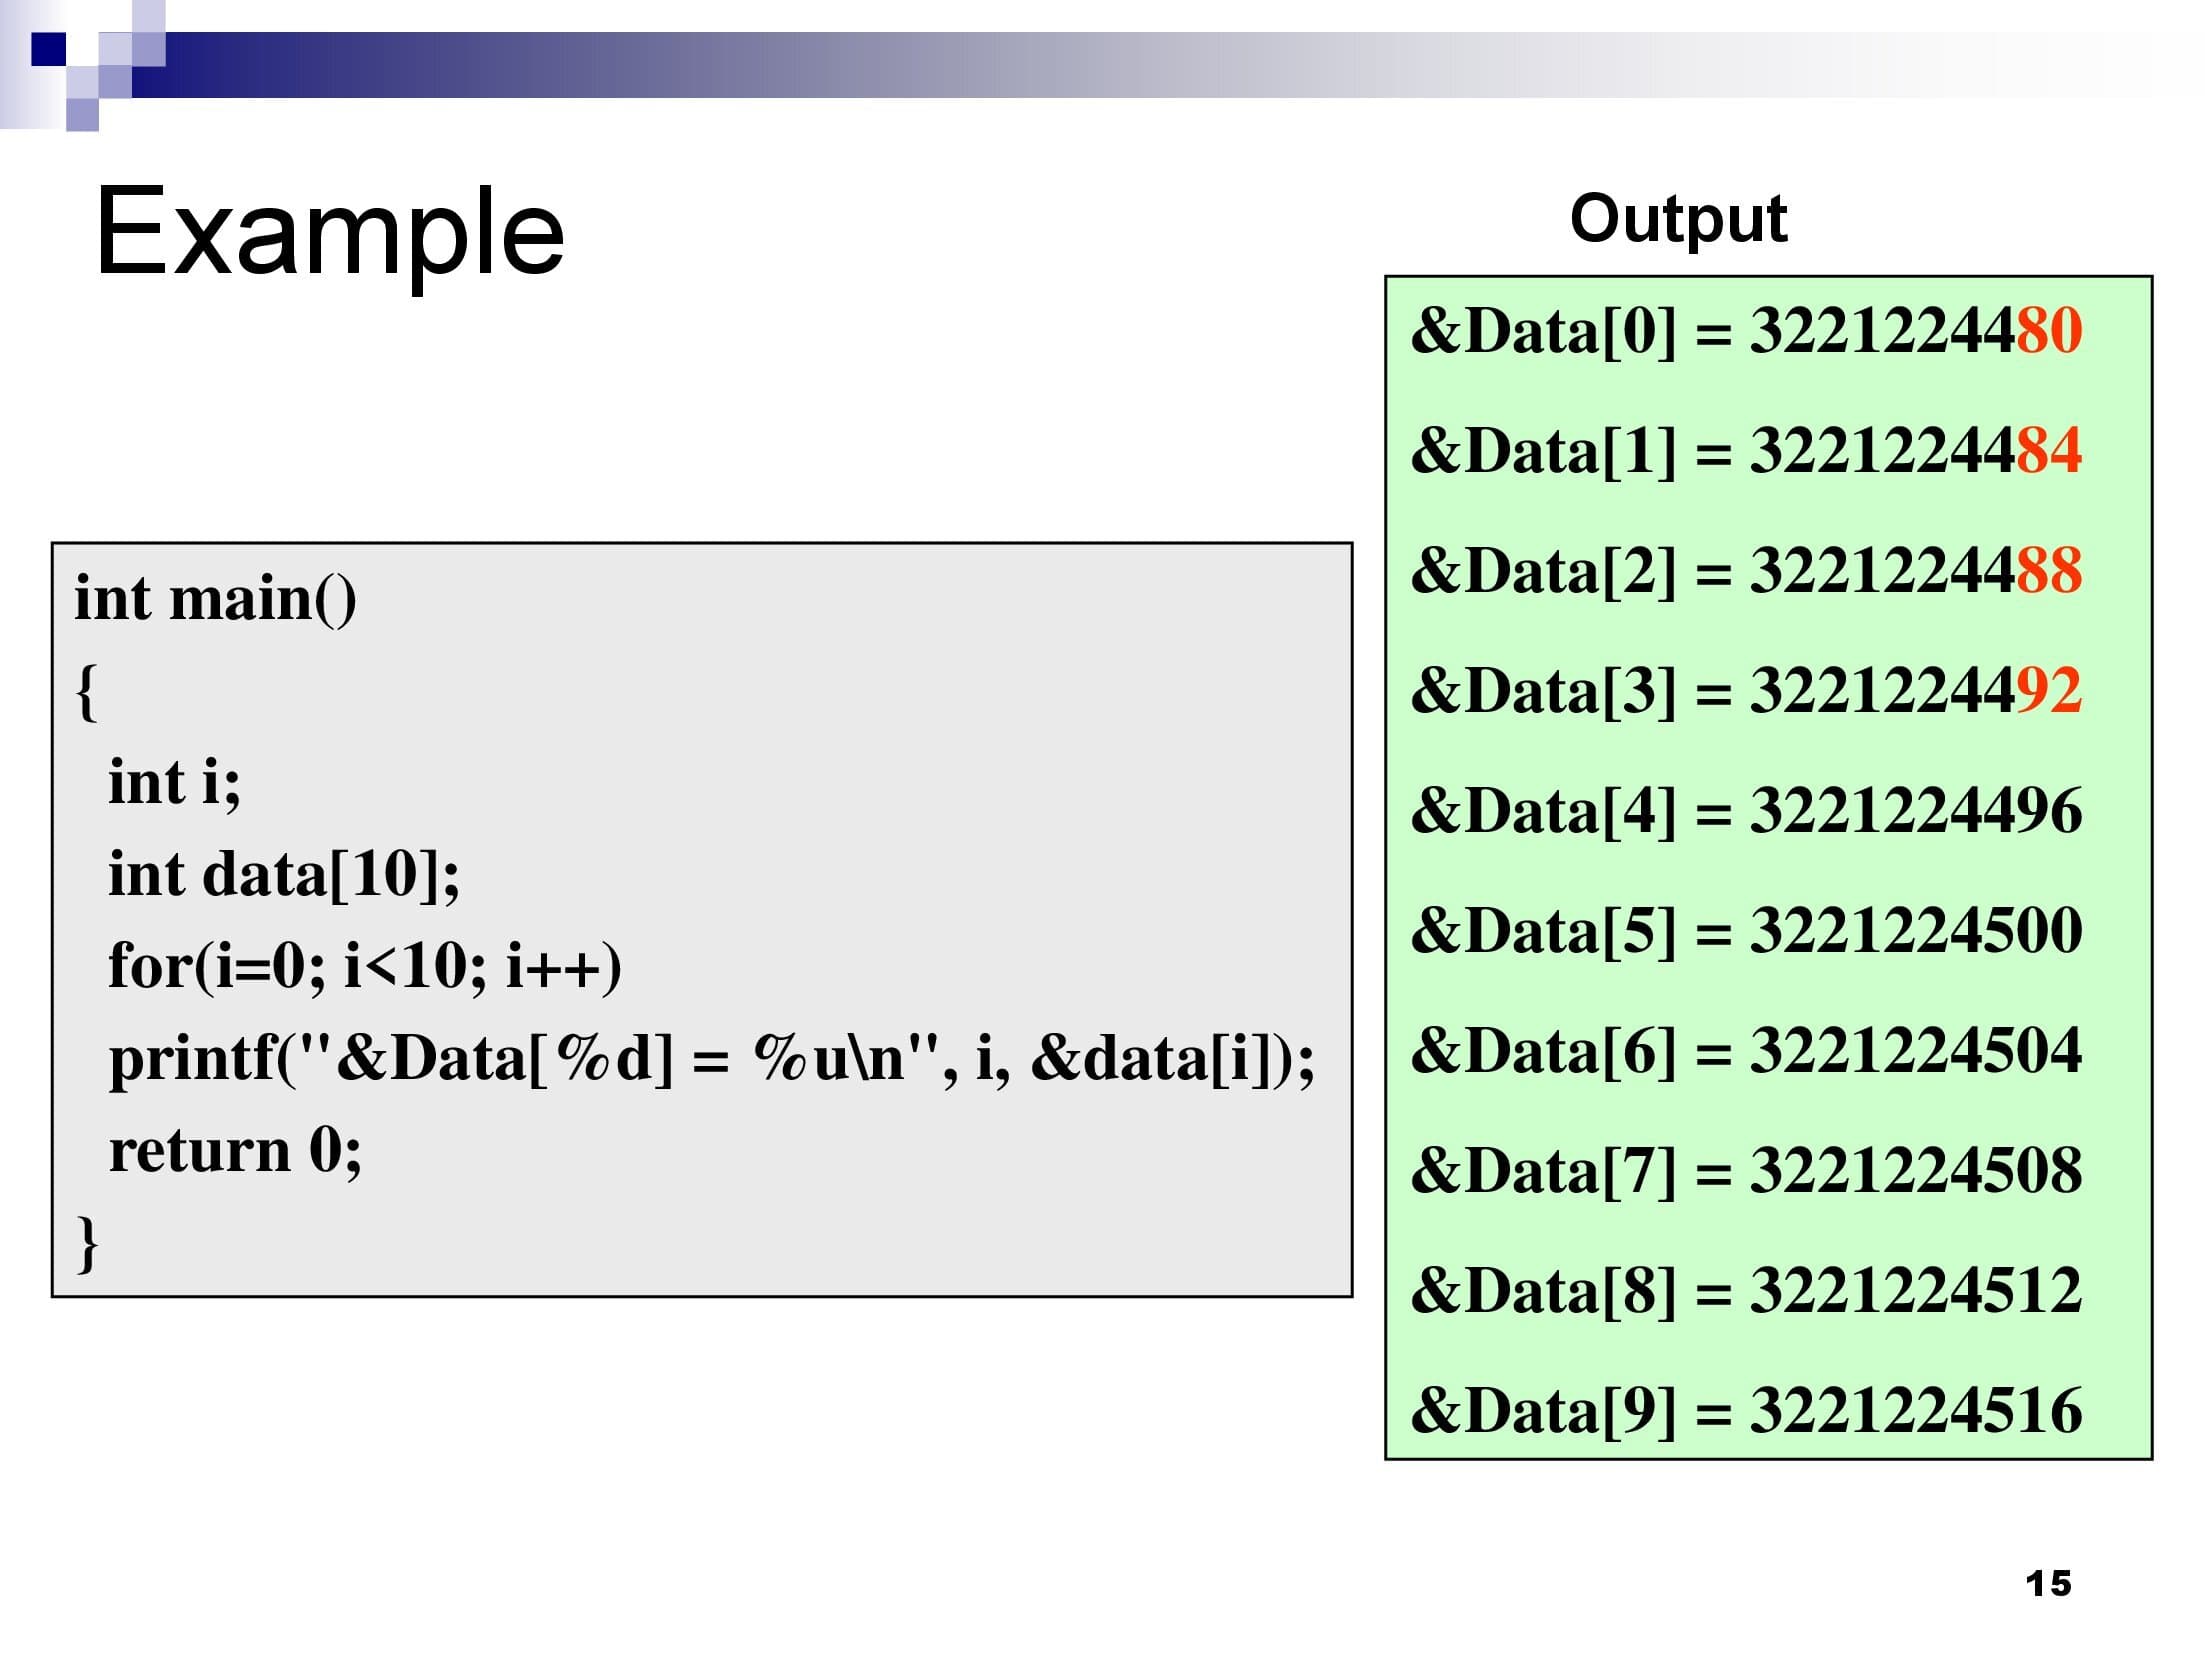 Example
int main()
{
int i;
int data[10];
for(i=0; i<10; i++)
printf("&Data[%d] = %u\n", i, &data[i]);
return 0;
}
Output
&Data[0] = 3221224480
&Data[1] = 3221224484
&Data[2] = 3221224488
&Data[3] = 3221224492
&Data[4] = 3221224496
&Data[5] = 3221224500
&Data[6] = 3221224504
&Data[7] = 3221224508
&Data[8] = 3221224512
&Data[9] = 3221224516
15